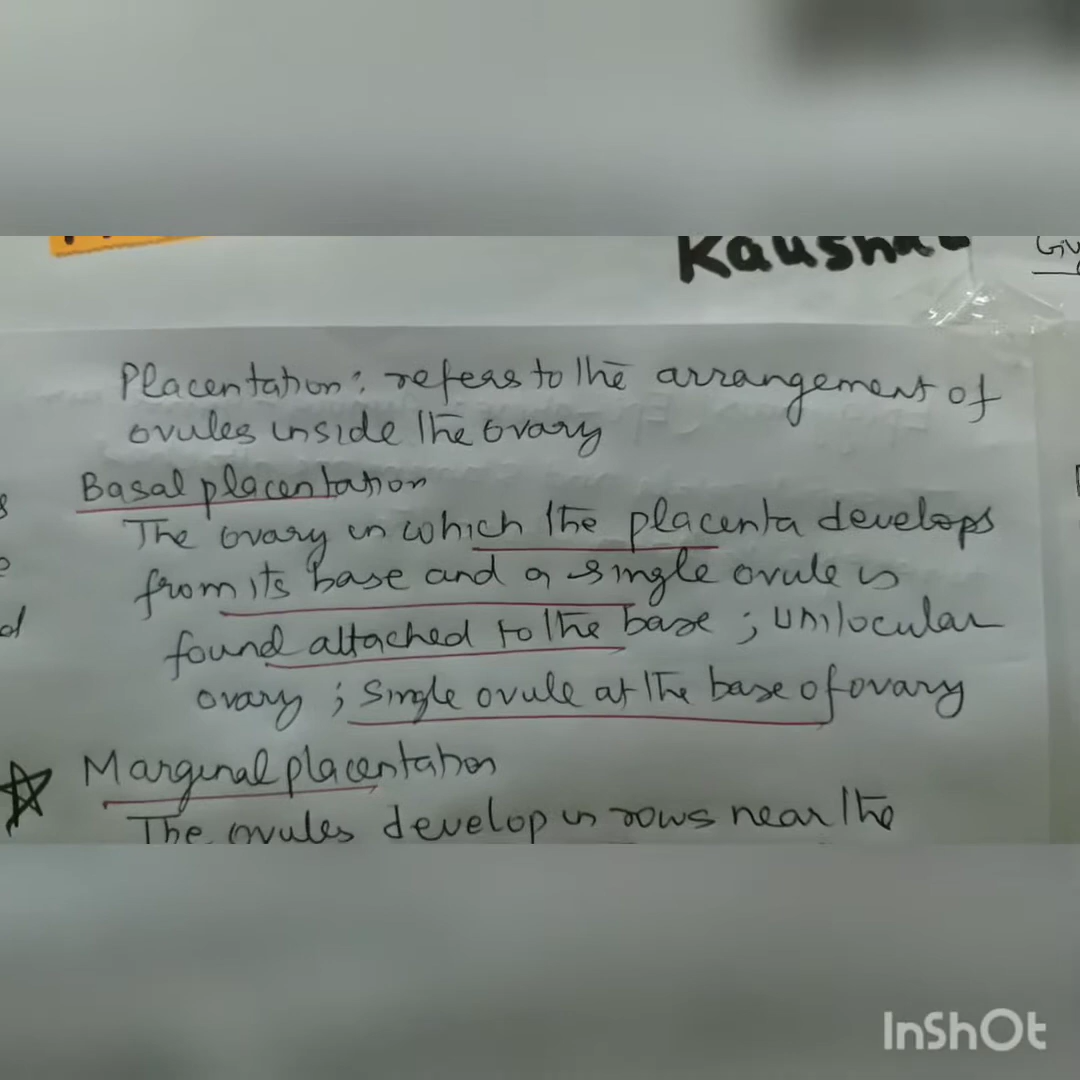 Placentation: refers to the arrangement of
ovules inside the ovary
Basal placentation
The ovary in which the placenta develops
from its base and a single ovule is
found attached to the base ; unilocular
ovary ; single ovule at the base of ovary
Marginal placentation
The ovules develop in rows near the
InShOt